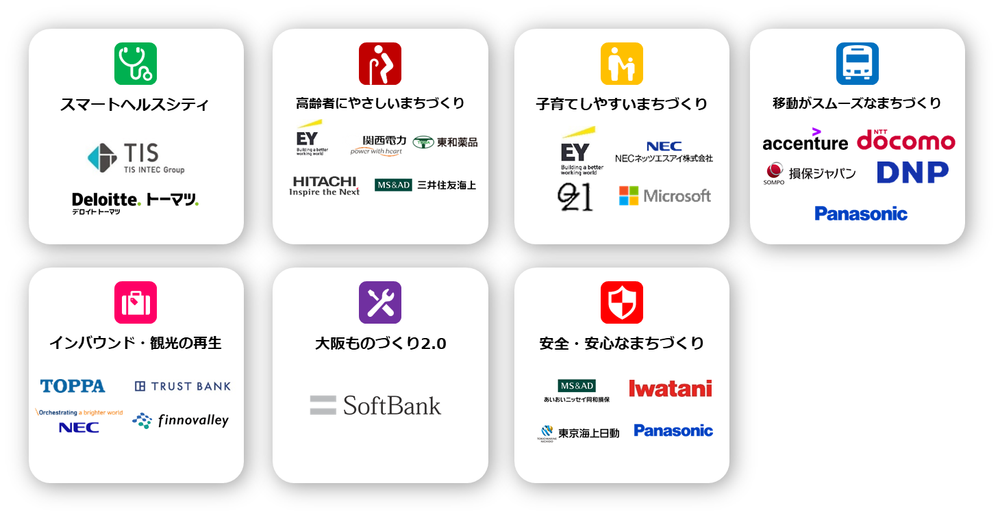 スマートヘルスシティ
TIS
TIS INTEC Group
Deloitte. トーマツ.
デロイト トーマツ
高齢者にやさしいまちづくり
EY
Building a better
working world
関西電力
power with heart
東和薬品
HITACHI
Inspire the Next
MS&AD 三井住友海上
子育てしやすいまちづくり
EY
Building a better
working world
NEC
NECネッツエスアイ株式会社
Microsoft
移動がスムーズなまちづくり
accenture
NTT
docomo
SOMPO
損保ジャパン
DNP
Panasonic
インバウンド・観光の再生
TOPPA
TRUST BANK
\Orchestrating a brighter world
NEC
finnovalley
大阪ものづくり2.0
SoftBank
安全・安心なまちづくり
MS&AD
あいおいニッセイ同和損保
Iwatani
東京海上日動
TOKIO MARINE
NICHIDO
Panasonic